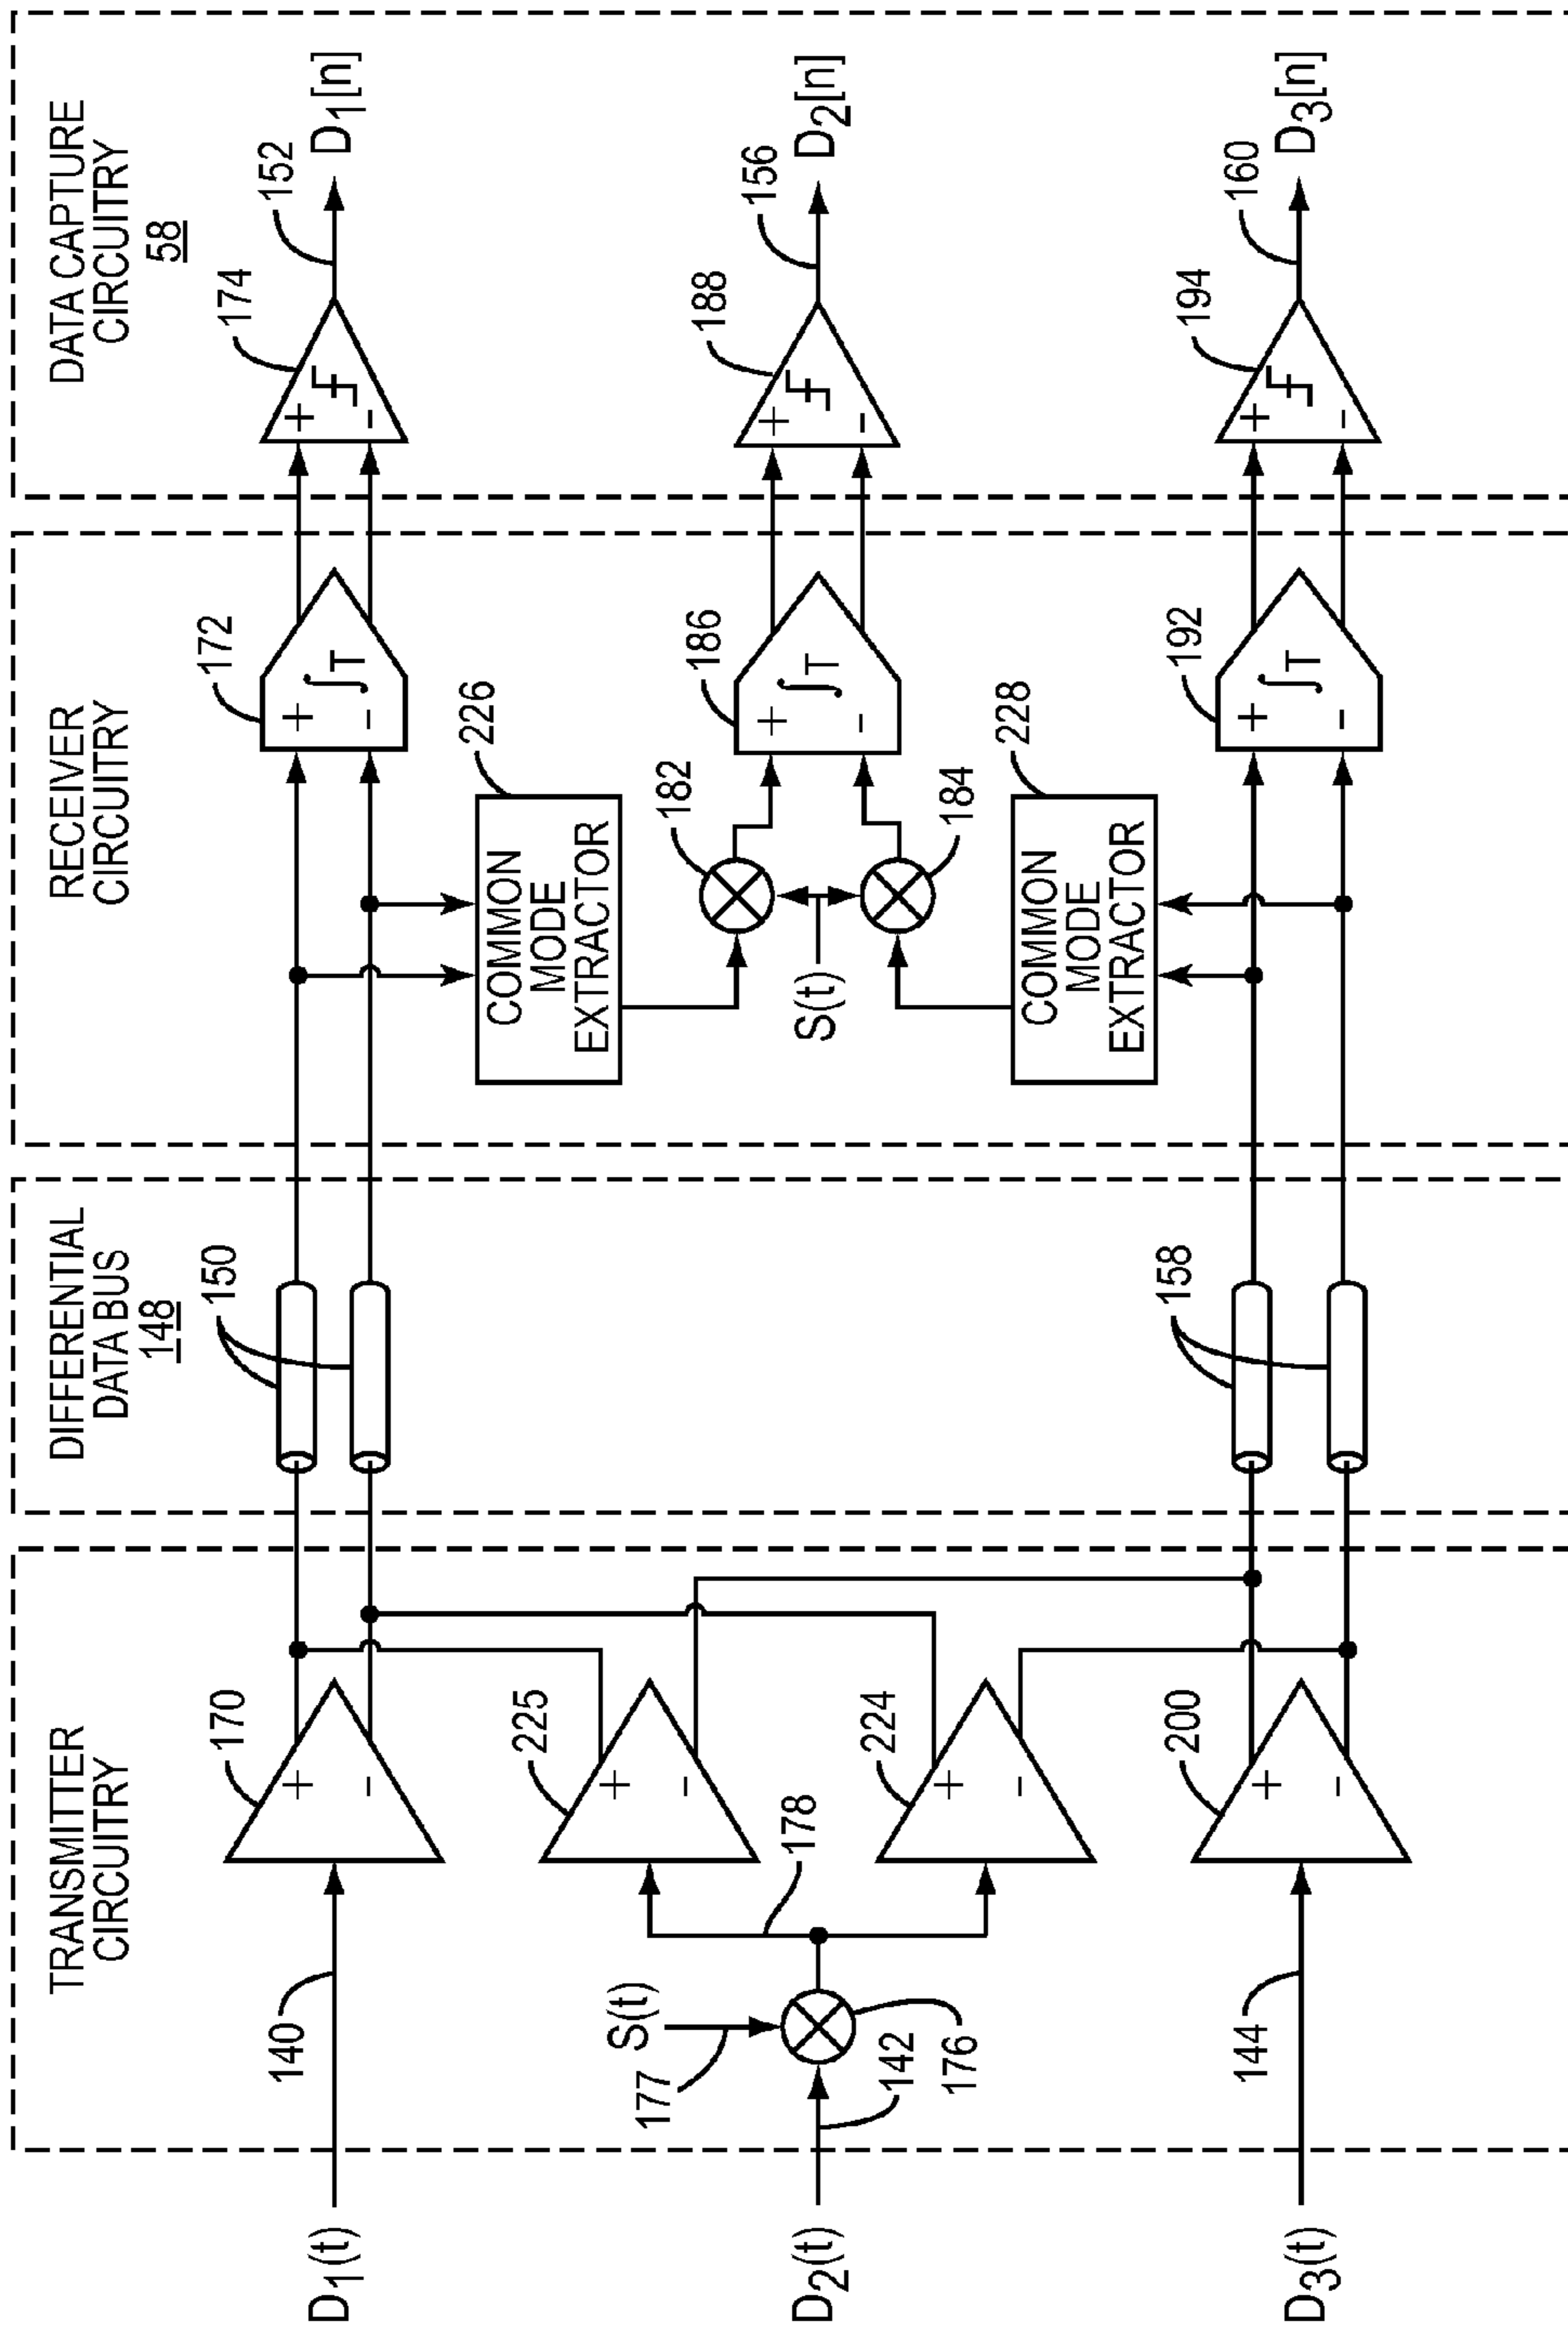 TRANSMITTER
CIRCUITRY
DIFFERENTIAL
DATA BUS
148
RECEIVER
CIRCUITRY
DATA CAPTURE
CIRCUITRY
58
D1(t)
140
170
+
-
150
172
+
-
∫T
174
+
-
152
D1[n]
225
+
-
226
COMMON
MODE
EXTRACTOR
S(t)
177
D2(t)
142
176
178
182
S(t)
184
186
+
-
∫T
188
+
-
156
D2[n]
224
+
-
228
COMMON
MODE
EXTRACTOR
D3(t)
144
200
+
-
158
192
+
-
∫T
194
+
-
160
D3[n]